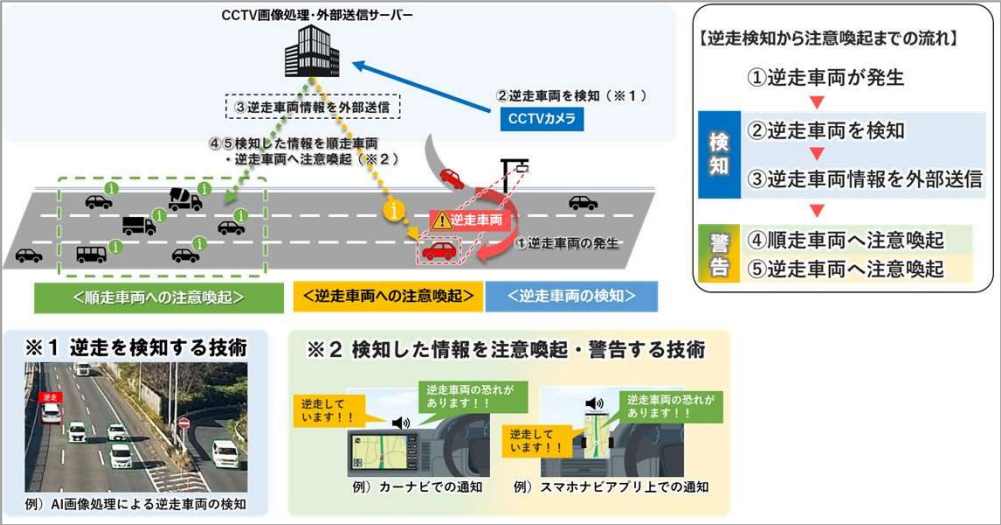 CCTV画像処理・外部送信サーバー
②逆走車両を検知(※1)
CCTVカメラ
③逆走車両情報を外部送信
④⑤検知した情報を順走車両
・逆走車両へ注意喚起(※2)
逆走車両
①逆走車両の発生
<順走車両への注意喚起>
<逆走車両への注意喚起>
<逆走車両の検知>
【逆走検知から注意喚起までの流れ】
①逆走車両が発生
検知
②逆走車両を検知
③逆走車両情報を外部送信
警告
④順走車両へ注意喚起
⑤逆走車両へ注意喚起
※1 逆走を検知する技術
逆走
例)AI画像処理による逆走車両の検知
※2 検知した情報を注意喚起・警告する技術
逆走して
います!!
逆走車両の恐れが
あります!!
例)カーナビでの通知
逆走して
います!!
逆走車両の恐れが
あります!!
例)スマホナビアプリ上での通知